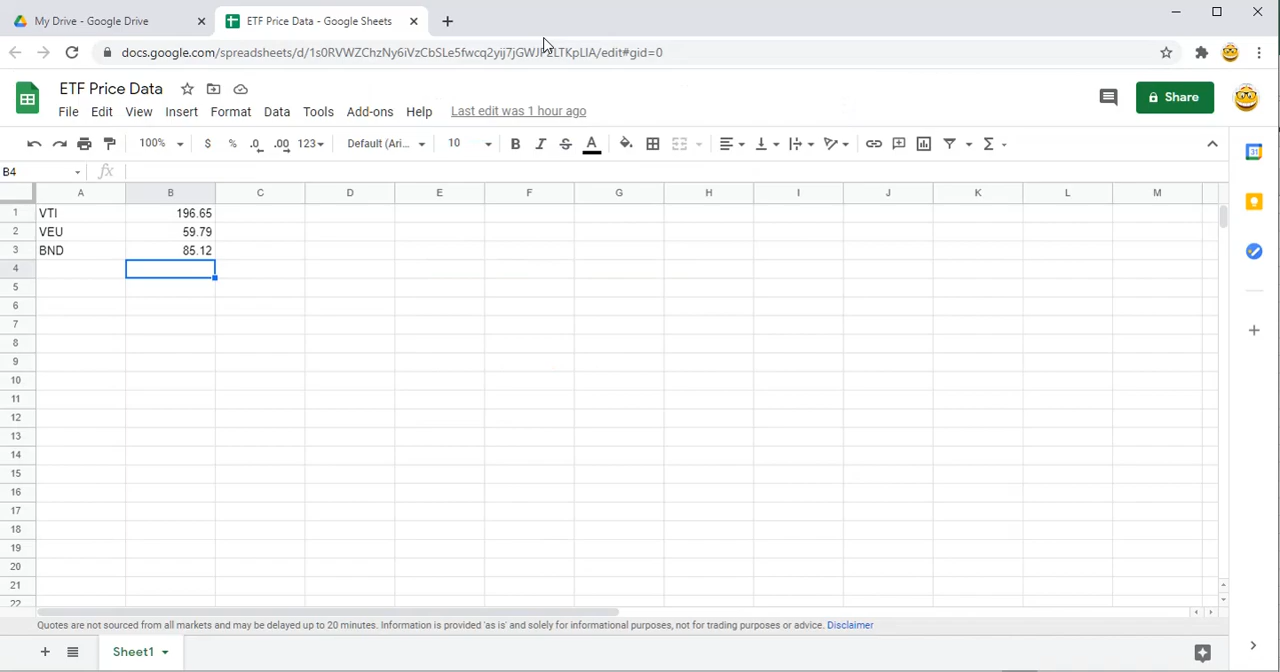 My Drive - Google Drive
ETF Price Data - Google Sheets
docs.google.com/spreadsheets/d/
ETF Price Data
File Edit View Insert Format Data Tools Add-ons Help Last edit was 1 hour ago
Share
100% $ % .0 .00 123 Default (Ari... 10 B I S A Σ
B4 fx
A B C D E F G H I J K L M
1 VTI 196.65
2 VEU 59.79
3 BND 85.12
4
5
6
7
8
9
10
11
12
13
14
15
16
17
18
19
20
21
22
Quotes are not sourced from all markets and may be delayed up to 20 minutes. Information is provided 'as is' and solely for informational purposes, not for trading purposes or advice. Disclaimer
Sheet1
31